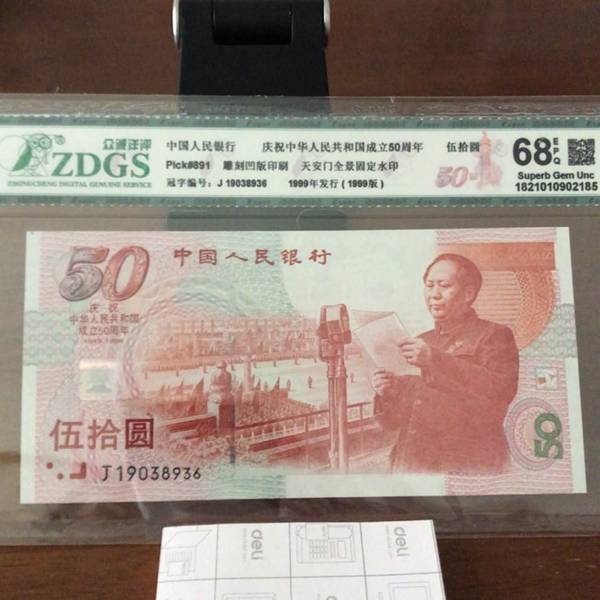 众诚评评
ZDGS
ZHONGCHENG DIGITAL GENUINE SERVICE
中国人民银行 庆祝中华人民共和国成立50周年 伍拾圆
Pick#891 雕刻凹版印刷 天安门全景固定水印
冠字编号：J 19038936 1999年发行(1999版)
50
68 EPQ
Superb Gem Unc
1821010902185
50 中国人民银行
庆祝
中华人民共和国
成立50周年
伍拾圆
J19038936
50
deli
deli